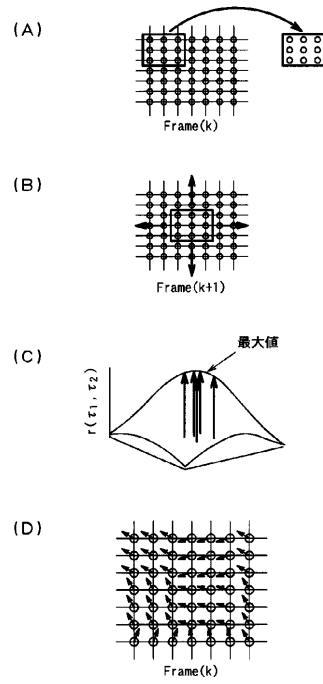 (A)
Frame(k)
(B)
Frame(k+1)
(C)
最大値
r(τ1, τ2)
(D)
Frame(k)